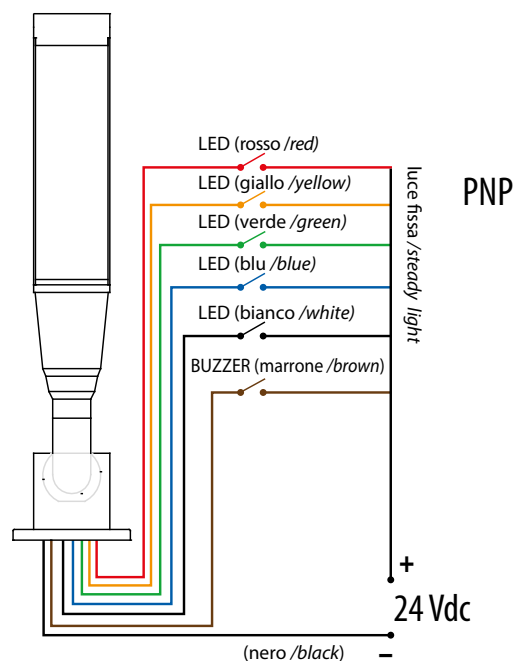 LED (rosso /red)
LED (giallo /yellow)
LED (verde /green)
LED (blu /blue)
LED (bianco /white)
BUZZER (marrone /brown)
luce fissa /steady light
PNP
+
24 Vdc
–
(nero /black)